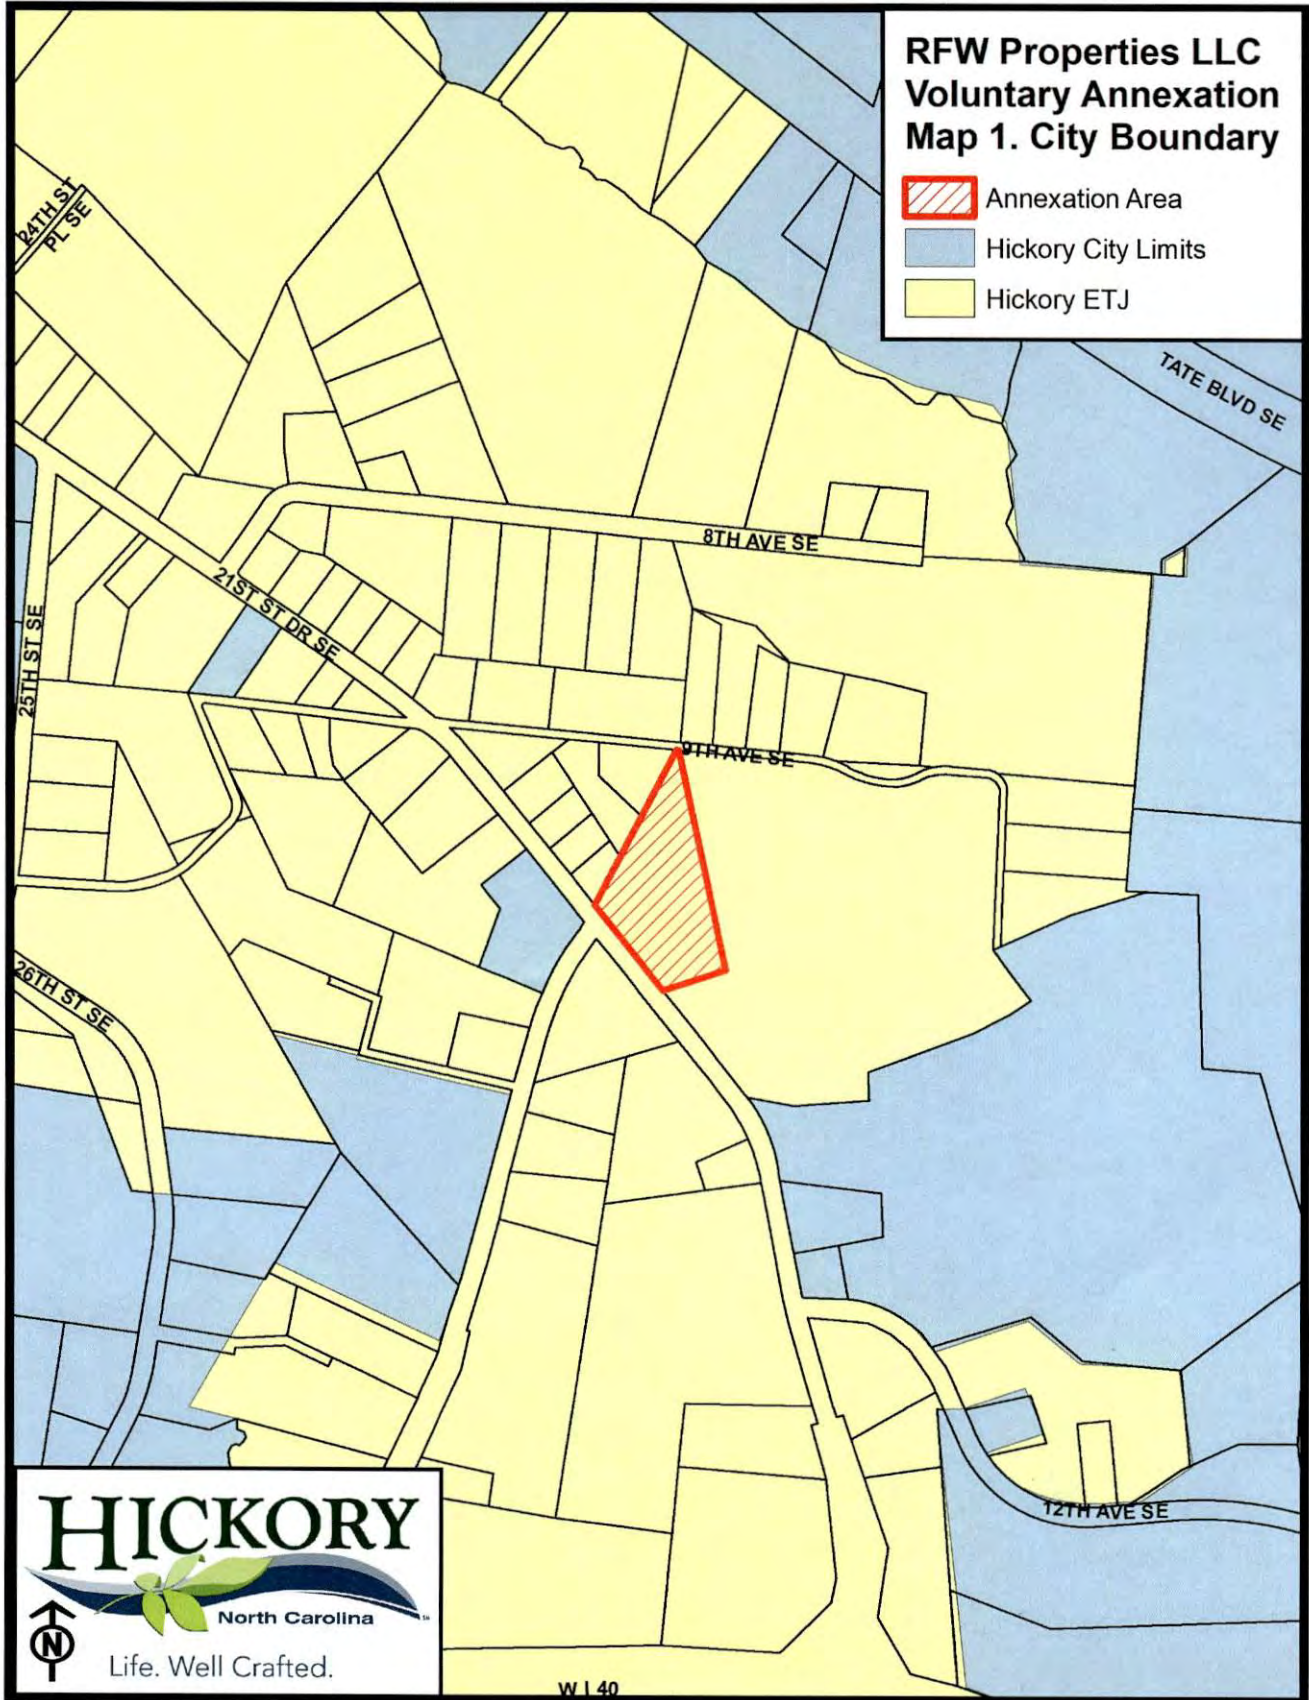 RFW Properties LLC
Voluntary Annexation
Map 1. City Boundary
Annexation Area
Hickory City Limits
Hickory ETJ
TATE BLVD SE
24TH ST
PL SE
8TH AVE SE
21ST ST DR SE
25TH ST SE
9TH AVE SE
26TH ST SE
12TH AVE SE
W I 40
HICKORY
North Carolina
N
Life. Well Crafted.